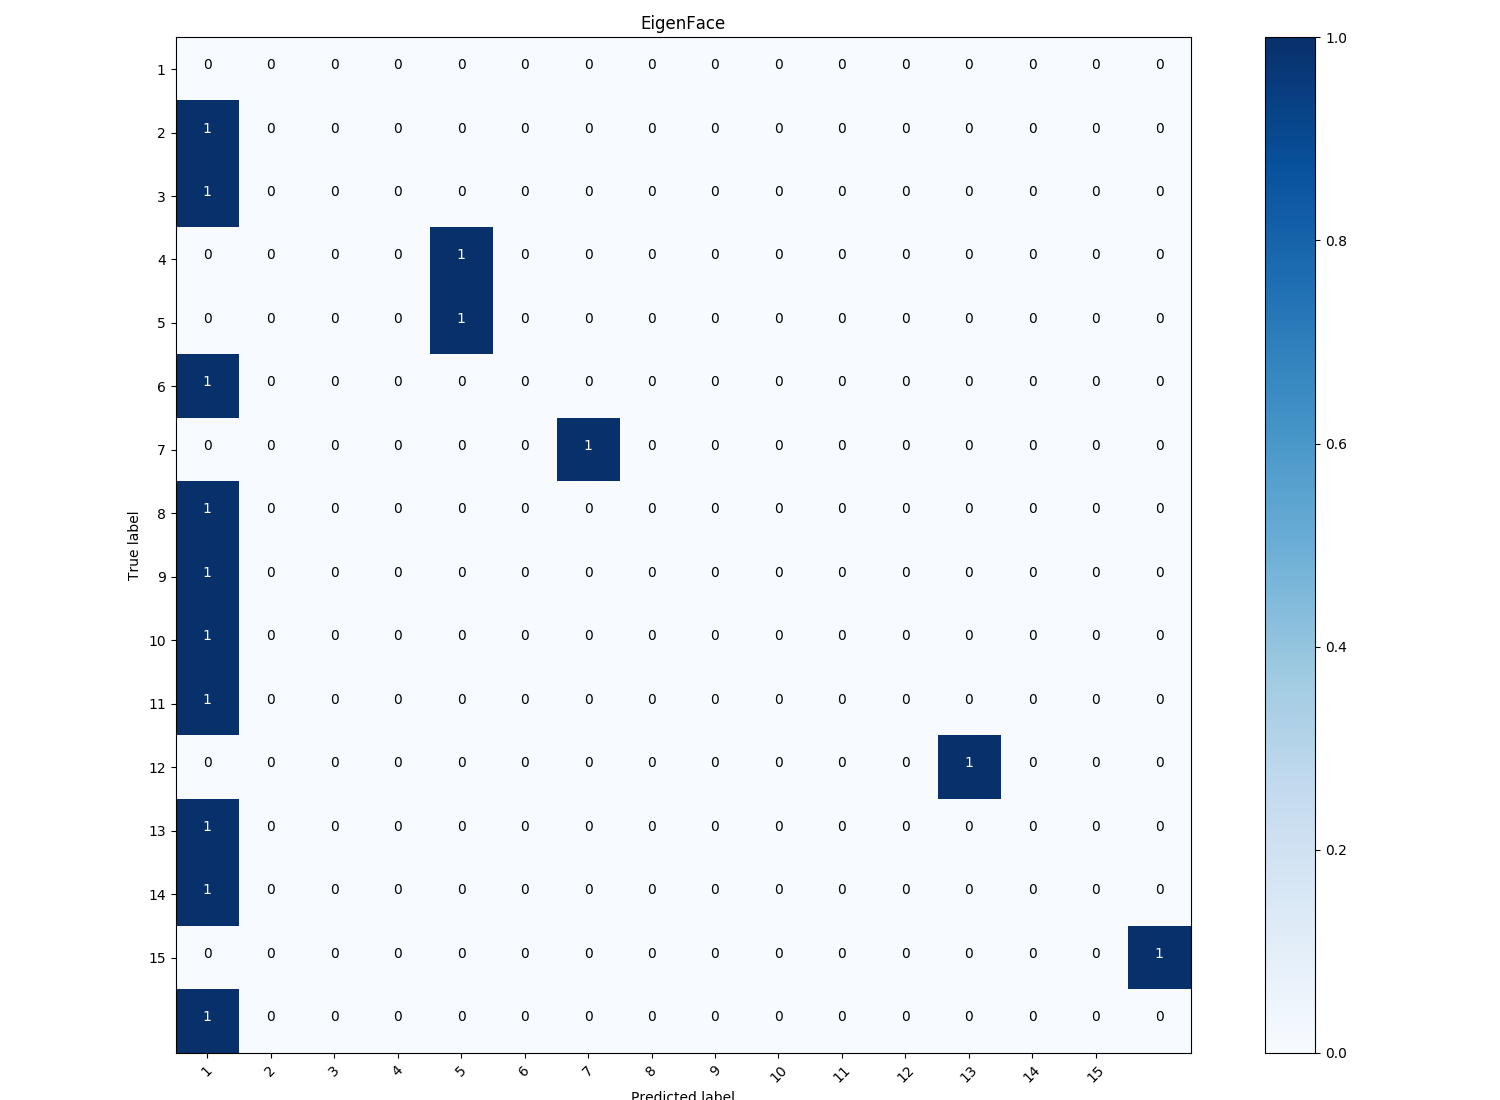 EigenFace
1 0 0 0 0 0 0 0 0 0 0 0 0 0 0 0 0
2 1 0 0 0 0 0 0 0 0 0 0 0 0 0 0 0
3 1 0 0 0 0 0 0 0 0 0 0 0 0 0 0 0
4 0 0 0 0 1 0 0 0 0 0 0 0 0 0 0 0
5 0 0 0 0 1 0 0 0 0 0 0 0 0 0 0 0
6 1 0 0 0 0 0 0 0 0 0 0 0 0 0 0 0
7 0 0 0 0 0 0 1 0 0 0 0 0 0 0 0 0
8 1 0 0 0 0 0 0 0 0 0 0 0 0 0 0 0
9 1 0 0 0 0 0 0 0 0 0 0 0 0 0 0 0
10 1 0 0 0 0 0 0 0 0 0 0 0 0 0 0 0
11 1 0 0 0 0 0 0 0 0 0 0 0 0 0 0 0
12 0 0 0 0 0 0 0 0 0 0 0 0 1 0 0 0
13 1 0 0 0 0 0 0 0 0 0 0 0 0 0 0 0
14 1 0 0 0 0 0 0 0 0 0 0 0 0 0 0 0
15 0 0 0 0 0 0 0 0 0 0 0 0 0 0 0 1
1 0 0 0 0 0 0 0 0 0 0 0 0 0 0 0
1 2 3 4 5 6 7 8 9 10 11 12 13 14 15
True label
Predicted label
1.0
0.8
0.6
0.4
0.2
0.0